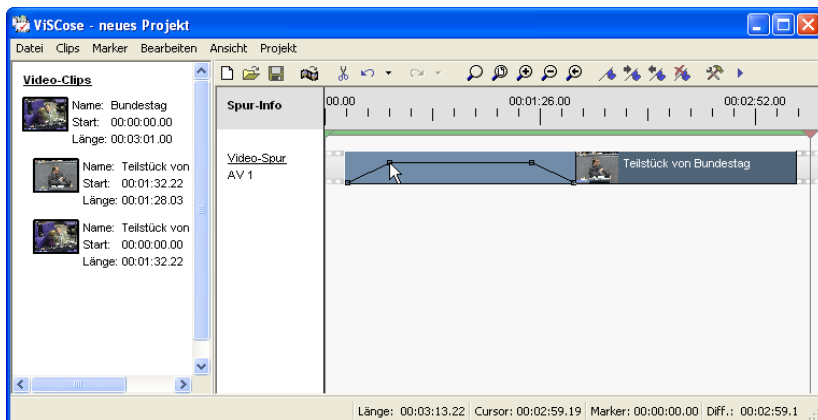 ViSCose - neues Projekt
Datei Clips Marker Bearbeiten Ansicht Projekt
Video-Clips
Name: Bundestag
Start: 00:00:00.00
Länge: 00:03:01.00
Name: Teilstück von
Start: 00:01:32.22
Länge: 00:01:28.03
Name: Teilstück von
Start: 00:00:00.00
Länge: 00:01:32.22
Spur-Info
00.00 00:01:26.00 00:02:52.00
Video-Spur
AV 1
Teilstück von Bundestag
Länge: 00:03:13.22 Cursor: 00:02:59.19 Marker: 00:00:00.00 Diff.: 00:02:59.1